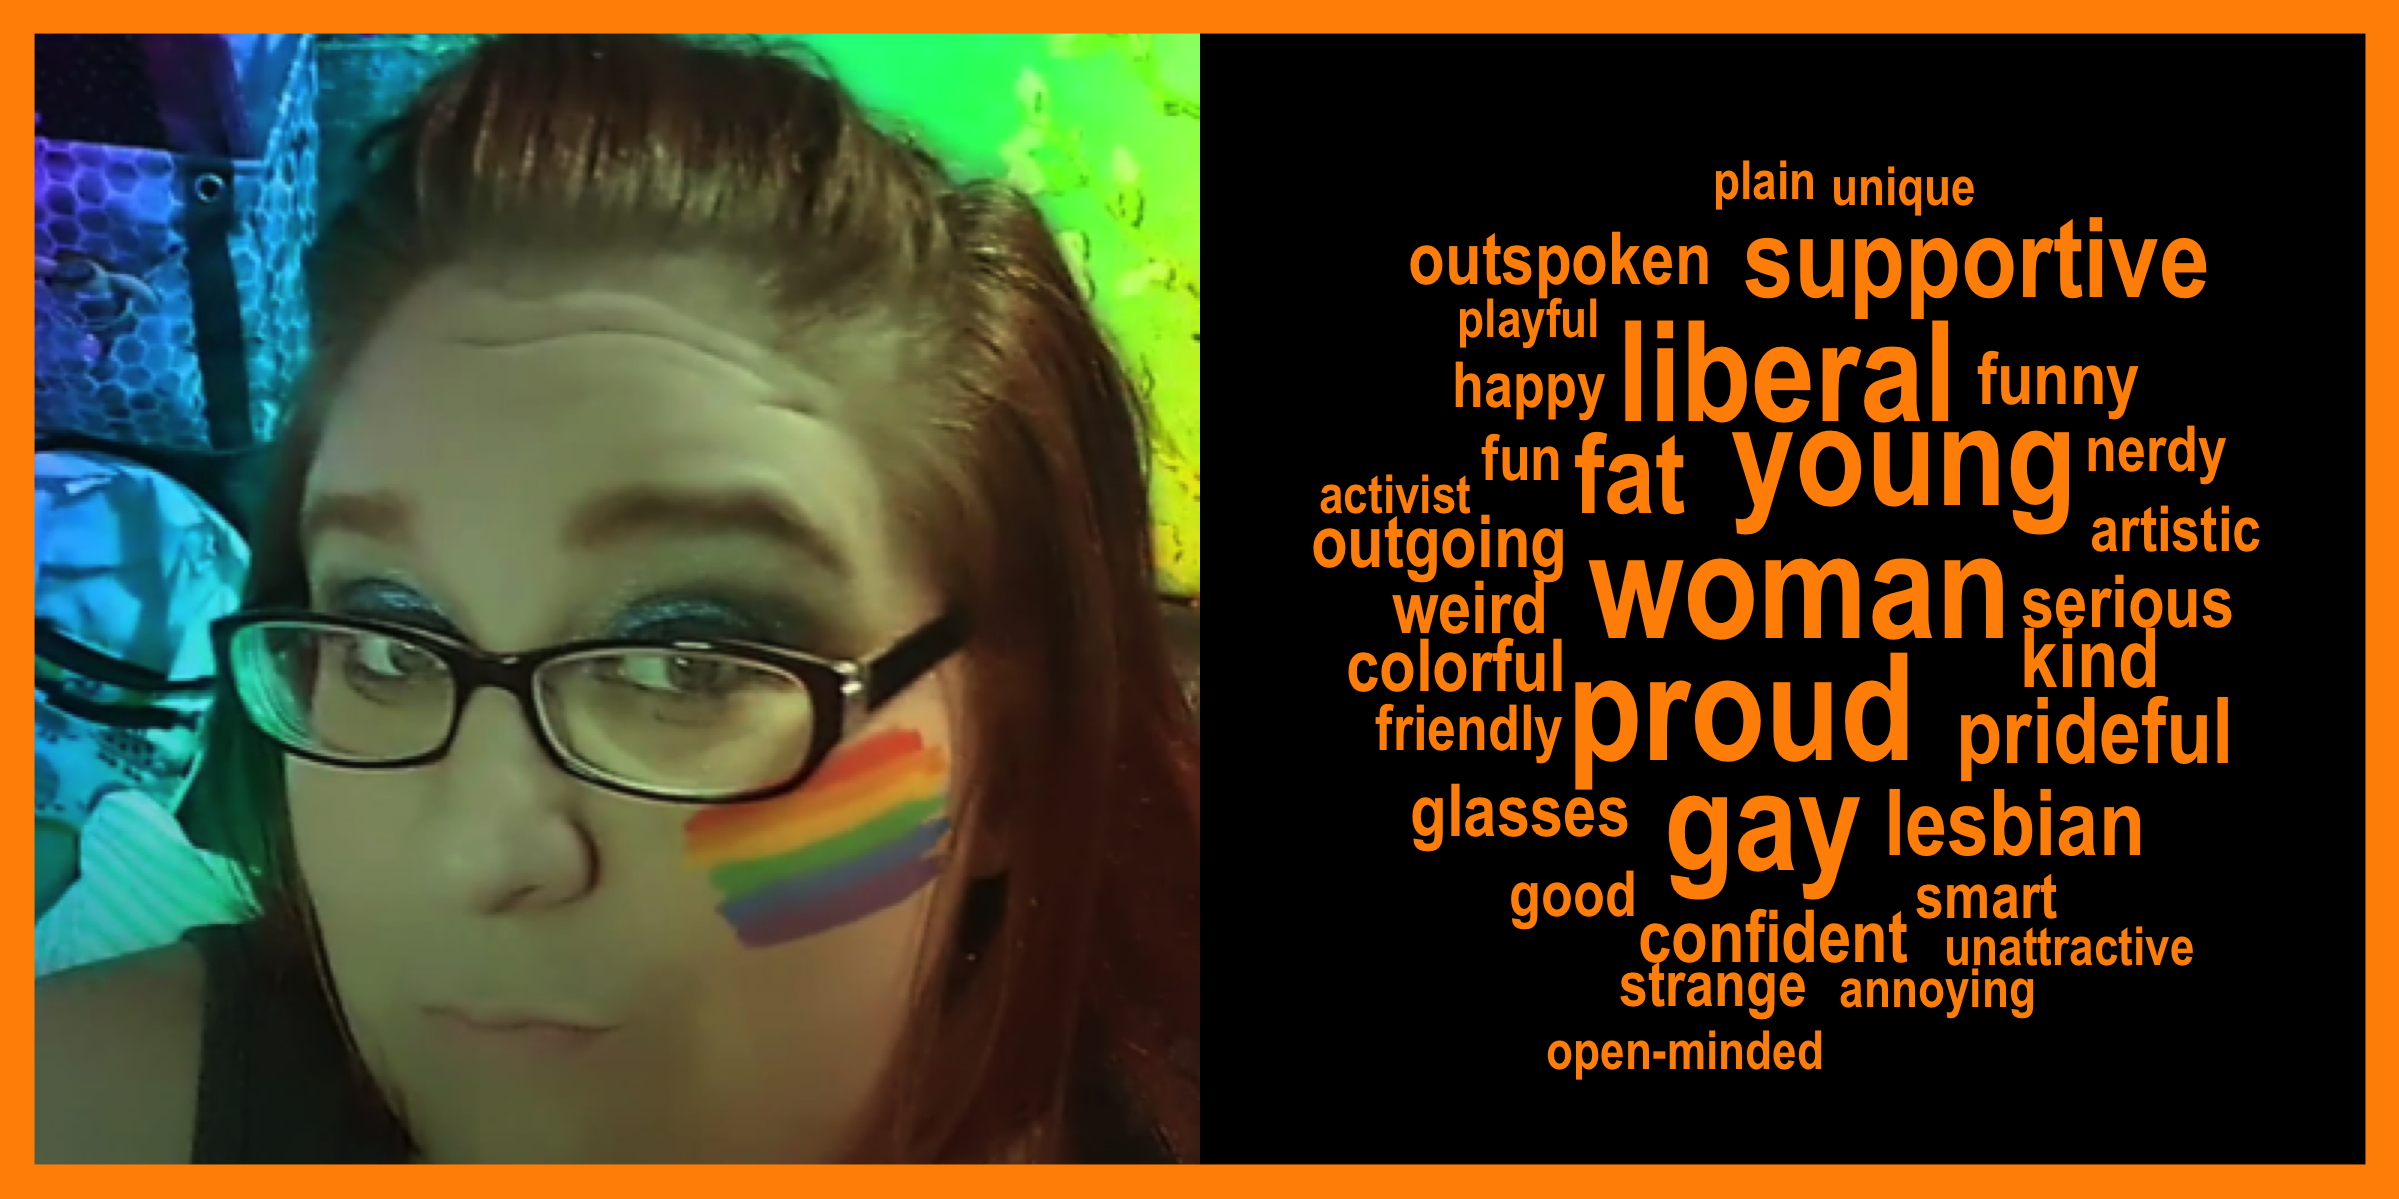 plain unique
outspoken supportive
playful
happy liberal funny
fun fat young nerdy
activist
outgoing artistic
weird woman serious
colorful kind
friendly proud prideful
glasses gay lesbian
good smart
confident unattractive
strange annoying
open-minded